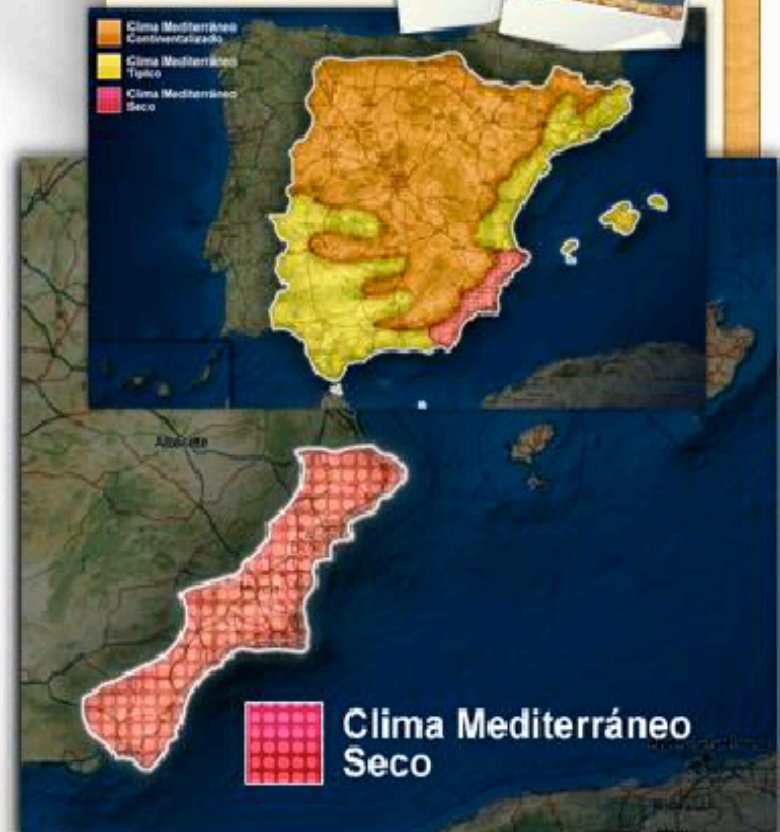 Clima Mediterráneo
Continentalizado
Clima Mediterráneo
Típico
Clima Mediterráneo
Seco
Albacete
Clima Mediterráneo
Seco